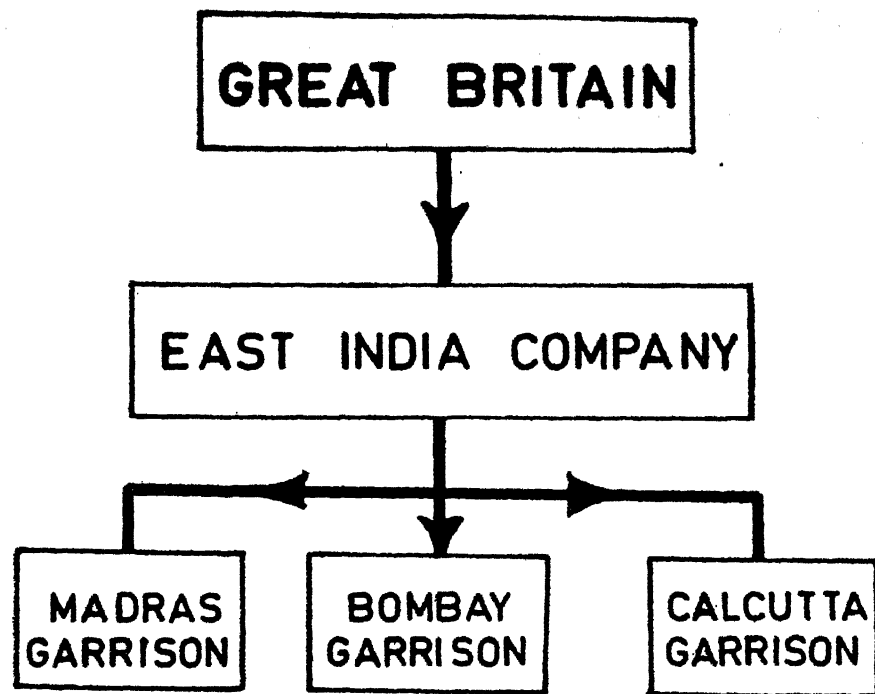 GREAT BRITAIN
EAST INDIA COMPANY
MADRAS
GARRISON
BOMBAY
GARRISON
CALCUTTA
GARRISON